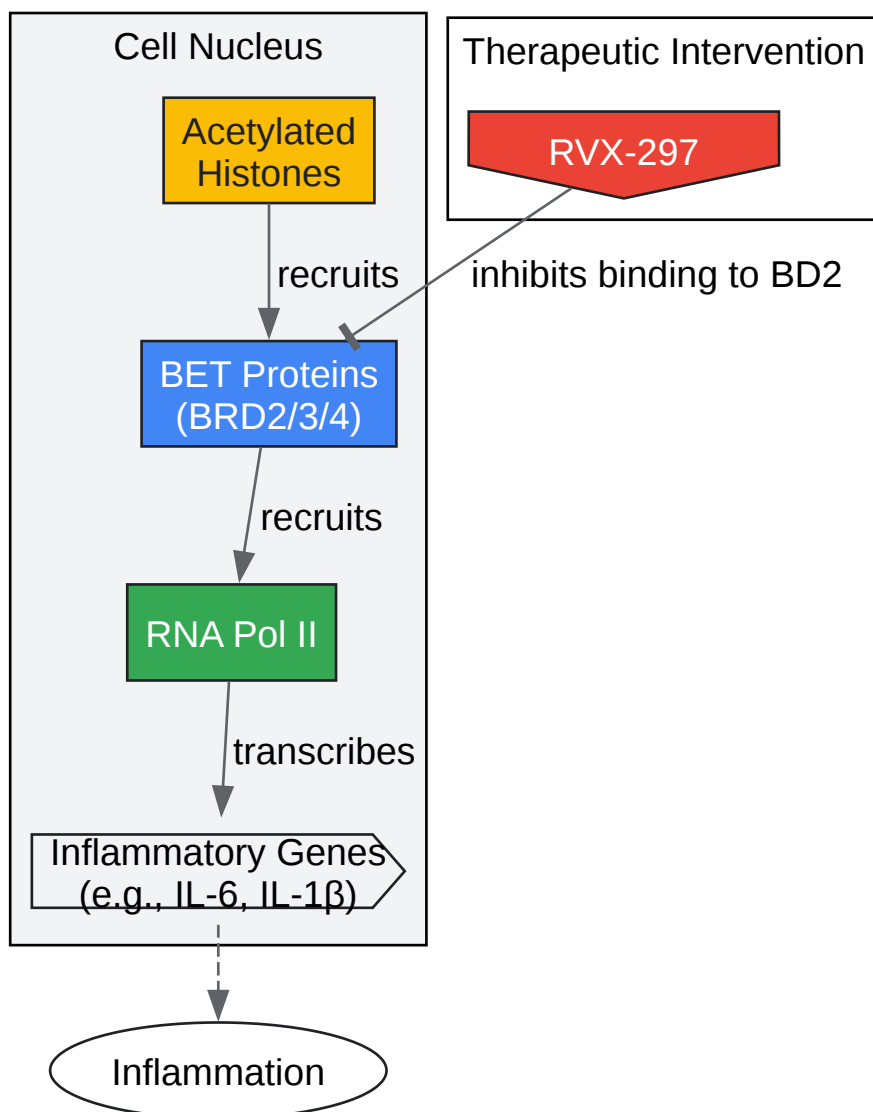 Cell Nucleus
Therapeutic Intervention
Acetylated
Histones
RVX-297
recruits
inhibits binding to BD2
BET Proteins
(BRD2/3/4)
recruits
RNA Pol II
transcribes
Inflammatory Genes
(e.g., IL-6, IL-1β)
Inflammation